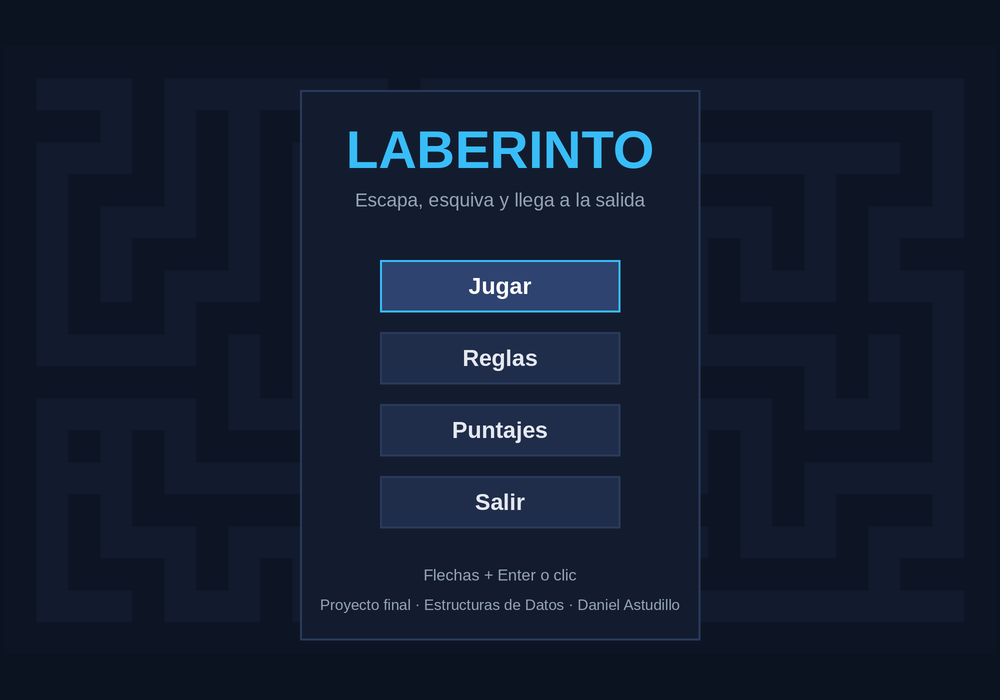 LABERINTO
Escapa, esquiva y llega a la salida
Jugar
Reglas
Puntajes
Salir
Flechas + Enter o clic
Proyecto final · Estructuras de Datos · Daniel Astudillo